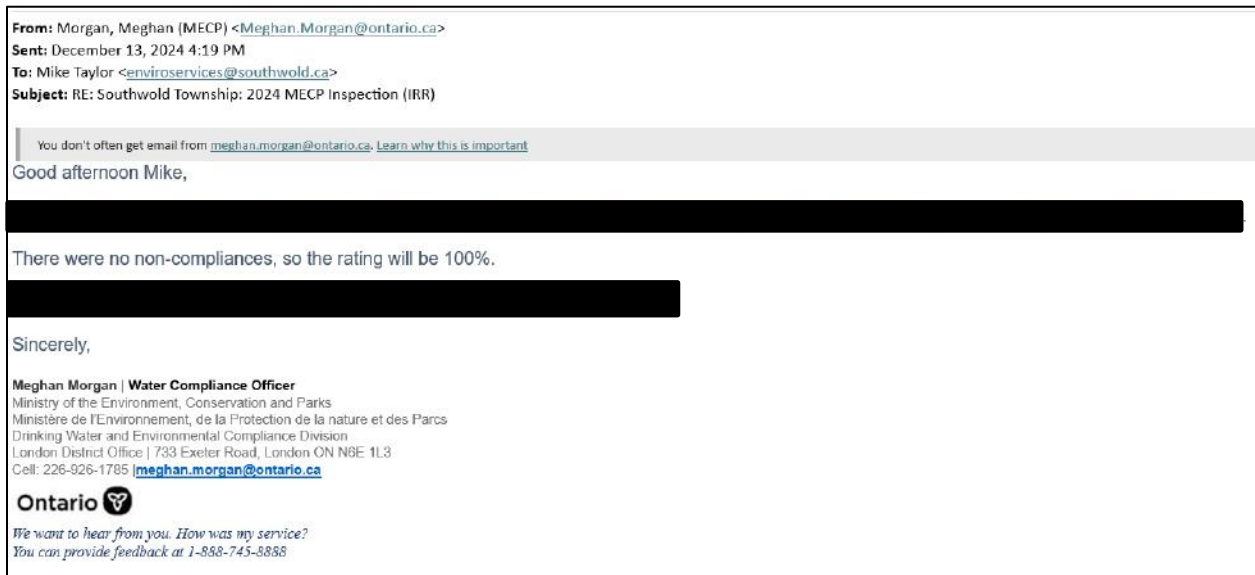 From: Morgan, Meghan (MECP) <Meghan.Morgan@ontario.ca>
Sent: December 13, 2024 4:19 PM
To: Mike Taylor <enviroservices@southwold.ca>
Subject: RE: Southwold Township: 2024 MECP Inspection (IRR)
You don't often get email from meghan.morgan@ontario.ca. Learn why this is important
Good afternoon Mike,
There were no non-compliances, so the rating will be 100%.
Sincerely,
Meghan Morgan | Water Compliance Officer
Ministry of the Environment, Conservation and Parks
Ministère de l'Environnement, de la Protection de la nature et des Parcs
Drinking Water and Environmental Compliance Division
London District Office | 733 Exeter Road, London ON N6E 1L3
Cell: 226-926-1785 |meghan.morgan@ontario.ca
Ontario
We want to hear from you. How was my service?
You can provide feedback at 1-888-745-8888